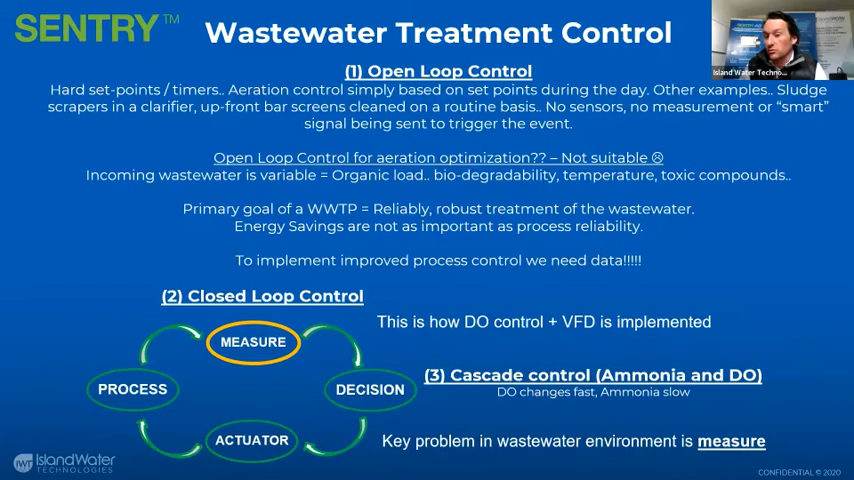 SENTRY™
Wastewater Treatment Control
Island Water Techno...
(1) Open Loop Control
Hard set-points / timers.. Aeration control simply based on set points during the day. Other examples.. Sludge
scrapers in a clarifier, up-front bar screens cleaned on a routine basis.. No sensors, no measurement or “smart”
signal being sent to trigger the event.
Open Loop Control for aeration optimization?? – Not suitable ☹
Incoming wastewater is variable = Organic load.. bio-degradability, temperature, toxic compounds..
Primary goal of a WWTP = Reliably, robust treatment of the wastewater.
Energy Savings are not as important as process reliability.
To implement improved process control we need data!!!!!
(2) Closed Loop Control
This is how DO control + VFD is implemented
MEASURE
PROCESS
DECISION
ACTUATOR
(3) Cascade control (Ammonia and DO)
DO changes fast, Ammonia slow
Key problem in wastewater environment is measure
IWT IslandWater
TECHNOLOGIES
CONFIDENTIAL © 2020